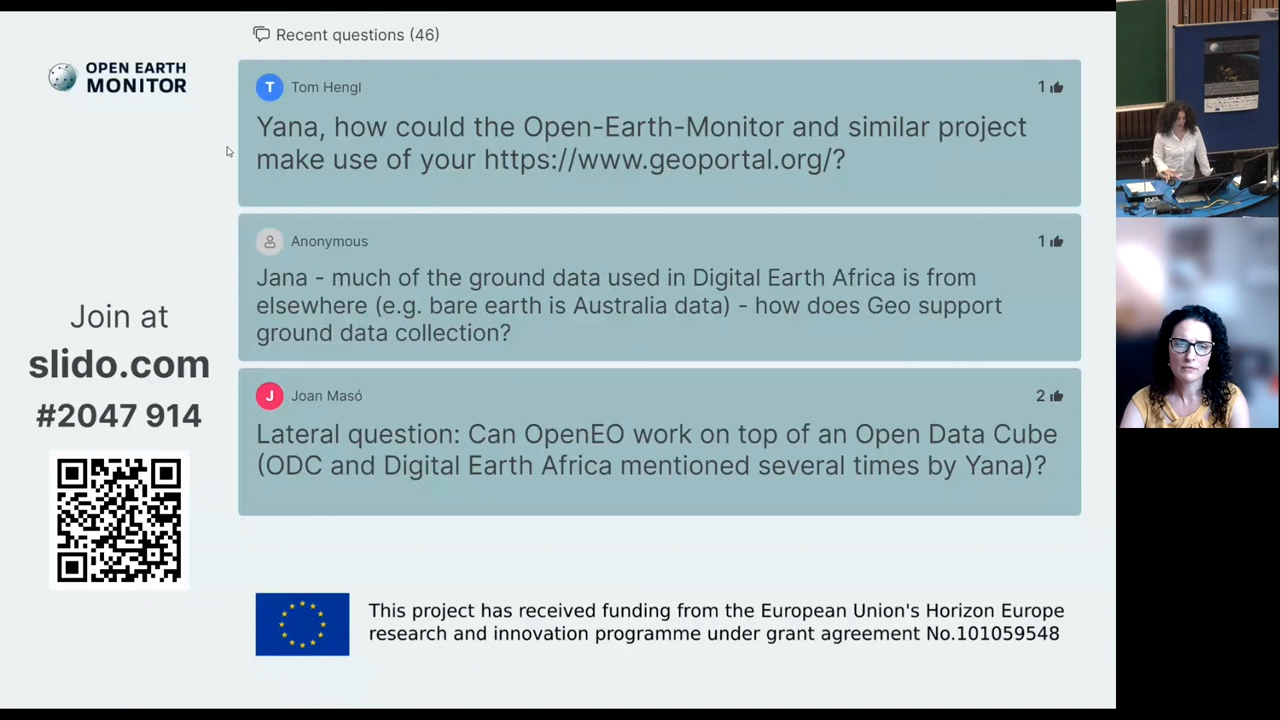 Recent questions (46)
OPEN EARTH
MONITOR
T Tom Hengl
1
Yana, how could the Open-Earth-Monitor and similar project
make use of your https://www.geoportal.org/?
Anonymous
1
Jana - much of the ground data used in Digital Earth Africa is from
elsewhere (e.g. bare earth is Australia data) - how does Geo support
ground data collection?
J Joan Masó
2
Lateral question: Can OpenEO work on top of an Open Data Cube
(ODC and Digital Earth Africa mentioned several times by Yana)?
Join at
slido.com
#2047 914
This project has received funding from the European Union's Horizon Europe
research and innovation programme under grant agreement No.101059548